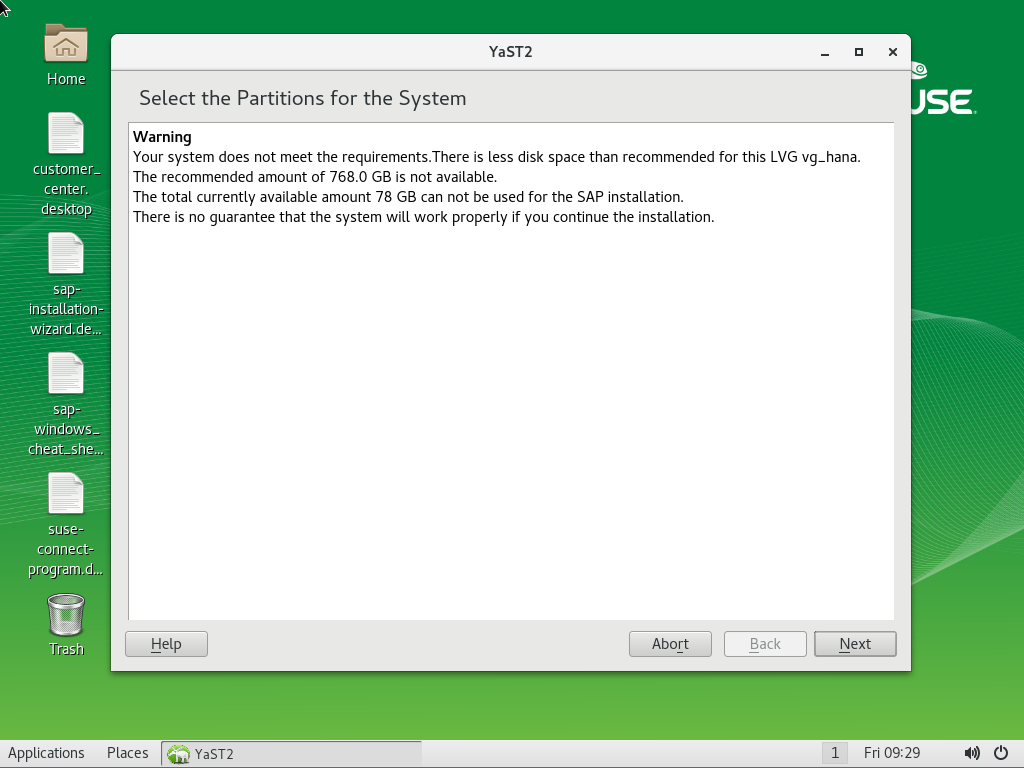 YaST2
Home
customer_
center.
desktop
sap-
installation-
wizard.de...
sap-
windows_
cheat_she...
suse-
connect-
program.d...
Trash
Select the Partitions for the System
Warning
Your system does not meet the requirements.There is less disk space than recommended for this LVG vg_hana.
The recommended amount of 768.0 GB is not available.
The total currently available amount 78 GB can not be used for the SAP installation.
There is no guarantee that the system will work properly if you continue the installation.
Help Abort Back Next
Applications Places YaST2 1 Fri 09:29